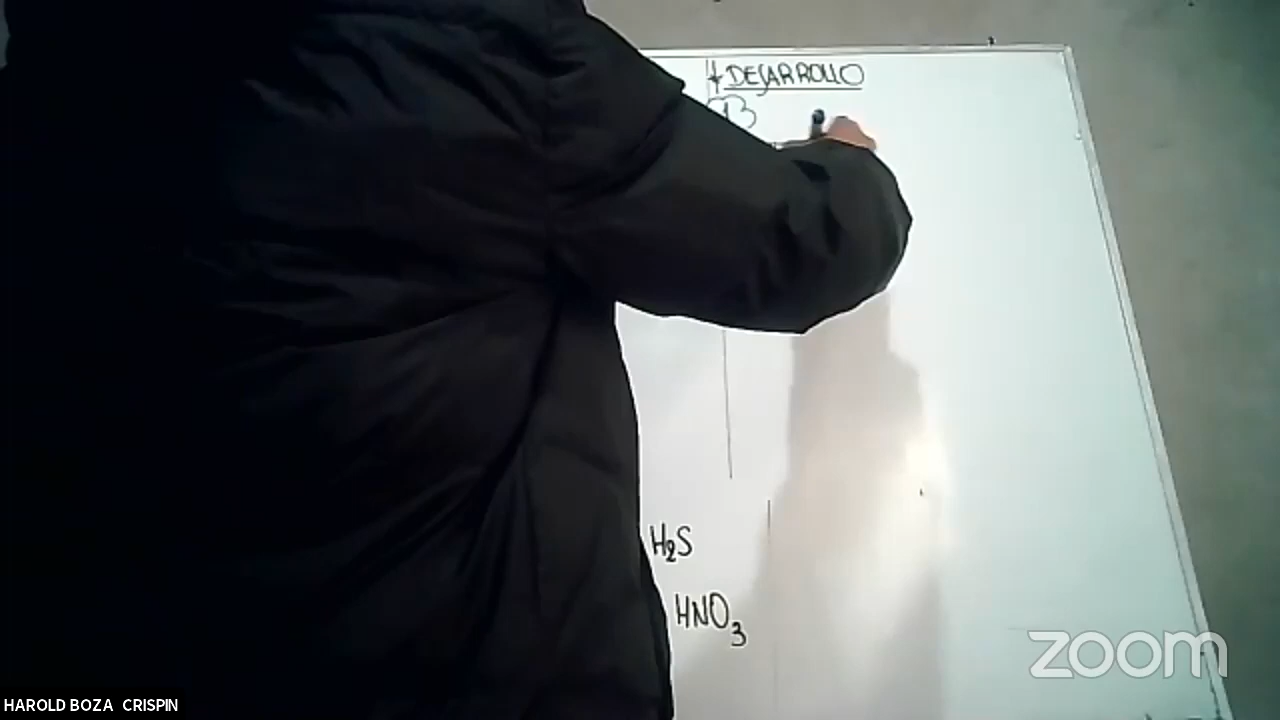 DESARROLLO
H₂S
HNO₃
zoom
HAROLD BOZA CRISPIN